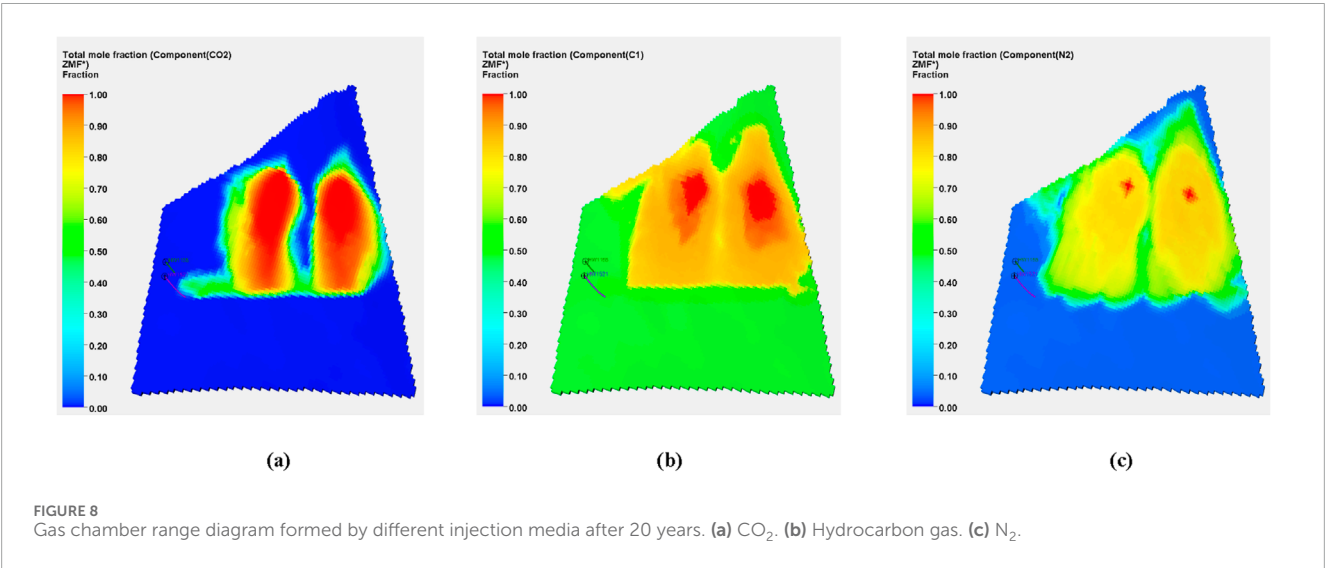 Total mole fraction (Component(CO2)
ZMF*)
Fraction
1.00
0.90
0.80
0.70
0.60
0.50
0.40
0.30
0.20
0.10
0.00
(a)
Total mole fraction (Component(C1)
ZMF*)
Fraction
1.00
0.90
0.80
0.70
0.60
0.50
0.40
0.30
0.20
0.10
0.00
(b)
Total mole fraction (Component(N2)
ZMF*)
Fraction
1.00
0.90
0.80
0.70
0.60
0.50
0.40
0.30
0.20
0.10
0.00
(c)
FIGURE 8
Gas chamber range diagram formed by different injection media after 20 years. (a) CO₂. (b) Hydrocarbon gas. (c) N₂.